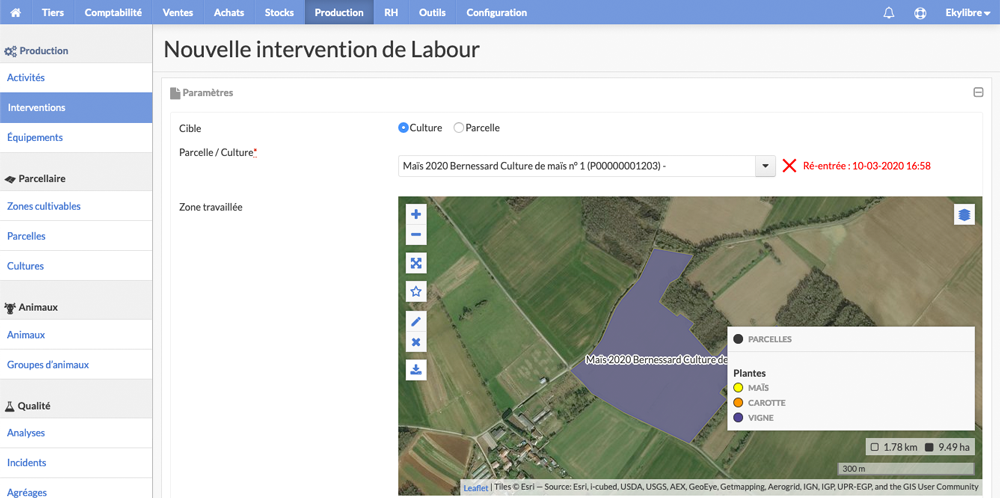 Tiers Comptabilité Ventes Achats Stocks Production RH Outils Configuration Ekylibre
Production
Activités
Interventions
Équipements
Parcellaire
Zones cultivables
Parcelles
Cultures
Animaux
Animaux
Groupes d'animaux
Qualité
Analyses
Incidents
Agréages
Nouvelle intervention de Labour
Paramètres
Cible
Culture Parcelle
Parcelle / Culture*
Maïs 2020 Bernessard Culture de maïs n° 1 (P00000001203) -
Ré-entrée : 10-03-2020 16:58
Zone travaillée
Maïs 2020 Bernessard Culture de
PARCELLES
Plantes
MAÏS
CAROTTE
VIGNE
1.78 km 9.49 ha
300 m
Leaflet | Tiles © Esri — Source: Esri, i-cubed, USDA, USGS, AEX, GeoEye, Getmapping, Aerogrid, IGN, IGP, UPR-EGP, and the GIS User Community